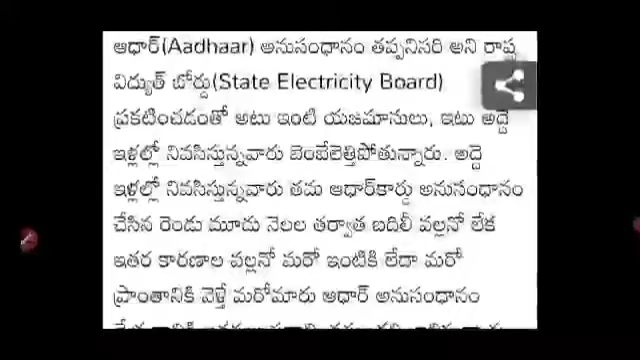 ఆధార్(Aadhaar) అనుసంధానం తప్పనిసరి అని రాష్ట్ర
విద్యుత్ బోర్డు(State Electricity Board)
ప్రకటించడంతో అటు ఇంటి యజమానులు, ఇటు అద్దె
ఇళ్లల్లో నివసిస్తున్నవారు బెంబేలెత్తిపోతున్నారు. అద్దె
ఇళ్లల్లో నివసిస్తున్నవారు తమ ఆధార్‌కార్డు అనుసంధానం
చేసిన రెండు మూడు నెలల తర్వాత బదిలీ వల్లనో లేక
ఇతర కారణాల వల్లనో మరో ఇంటికి లేదా మరో
ప్రాంతానికి వెళ్తే మరోమారు ఆధార్ అనుసంధానం